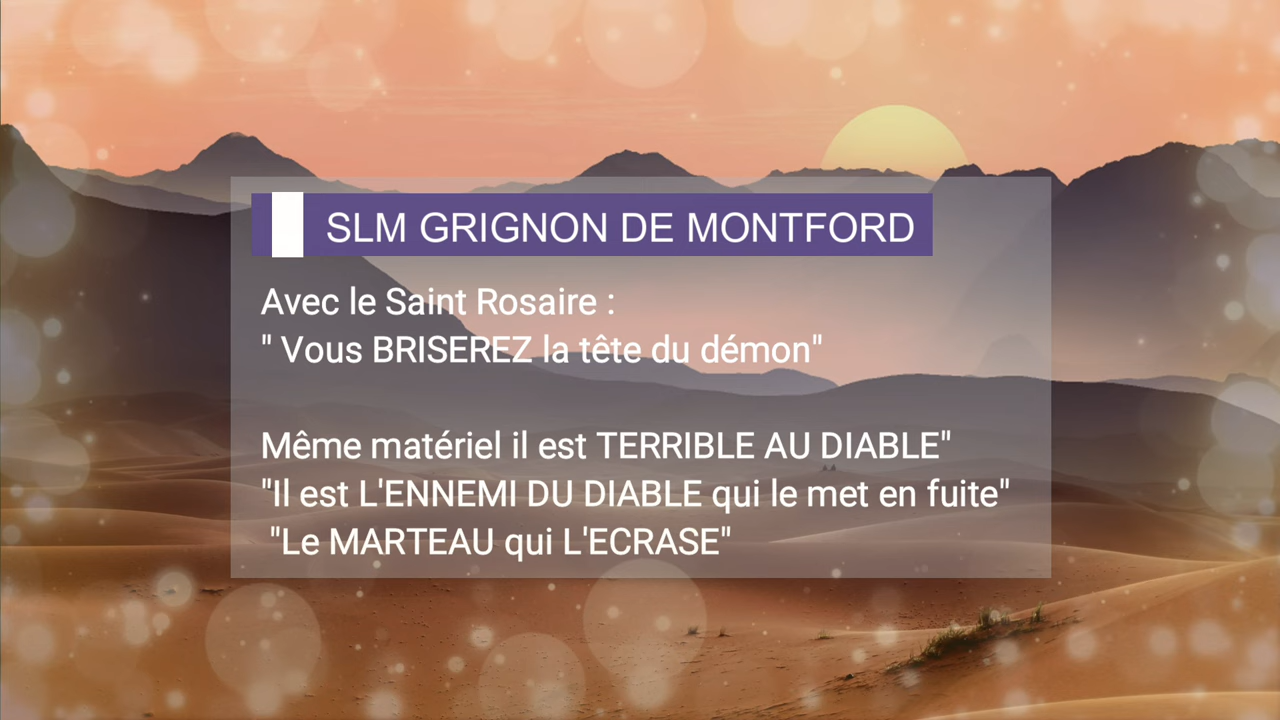 SLM GRIGNON DE MONTFORD
Avec le Saint Rosaire :
" Vous BRISEREZ la tête du démon"
Même matériel il est TERRIBLE AU DIABLE"
"Il est L'ENNEMI DU DIABLE qui le met en fuite"
"Le MARTEAU qui L'ECRASE"